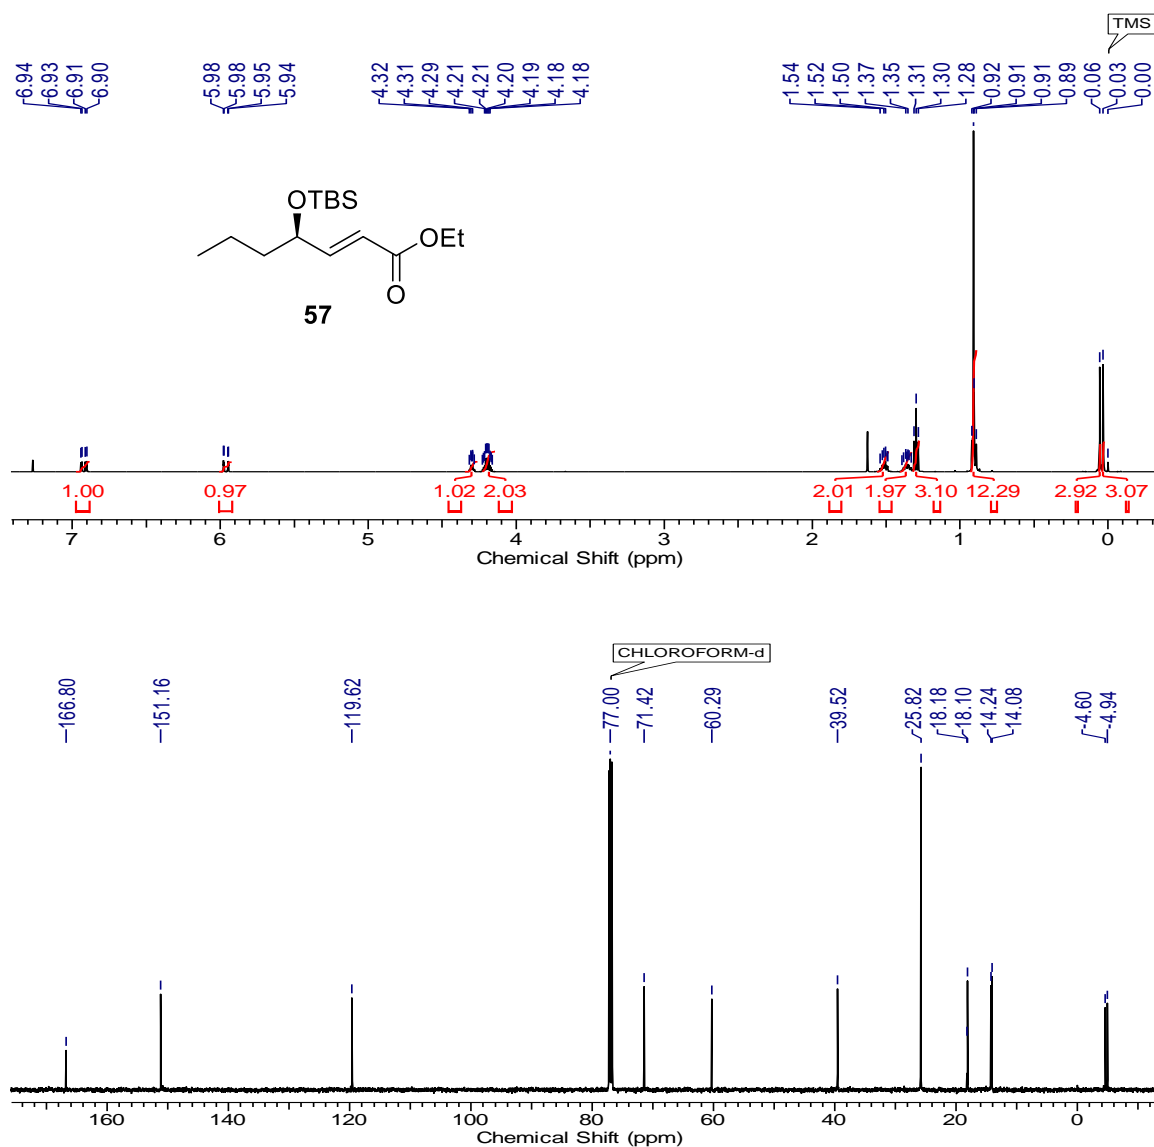 TMS
6.94 6.93 6.91 6.90 5.98 5.98 5.95 5.94 4.32 4.31 4.29 4.21 4.21 4.20 4.19 4.18 4.18 1.54 1.52 1.50 1.37 1.35 1.31 1.30 1.28 0.92 0.91 0.91 0.89 0.06 0.03 0.00
OTBS
OEt
O
57
1.00 0.97 1.02 2.03 2.01 1.97 3.10 12.29 2.92 3.07
7 6 5 4 3 2 1 0
Chemical Shift (ppm)
CHLOROFORM-d
166.80 151.16 119.62 77.00 71.42 60.29 39.52 25.82 18.18 18.10 14.24 14.08 -4.60 -4.94
160 140 120 100 80 60 40 20 0
Chemical Shift (ppm)